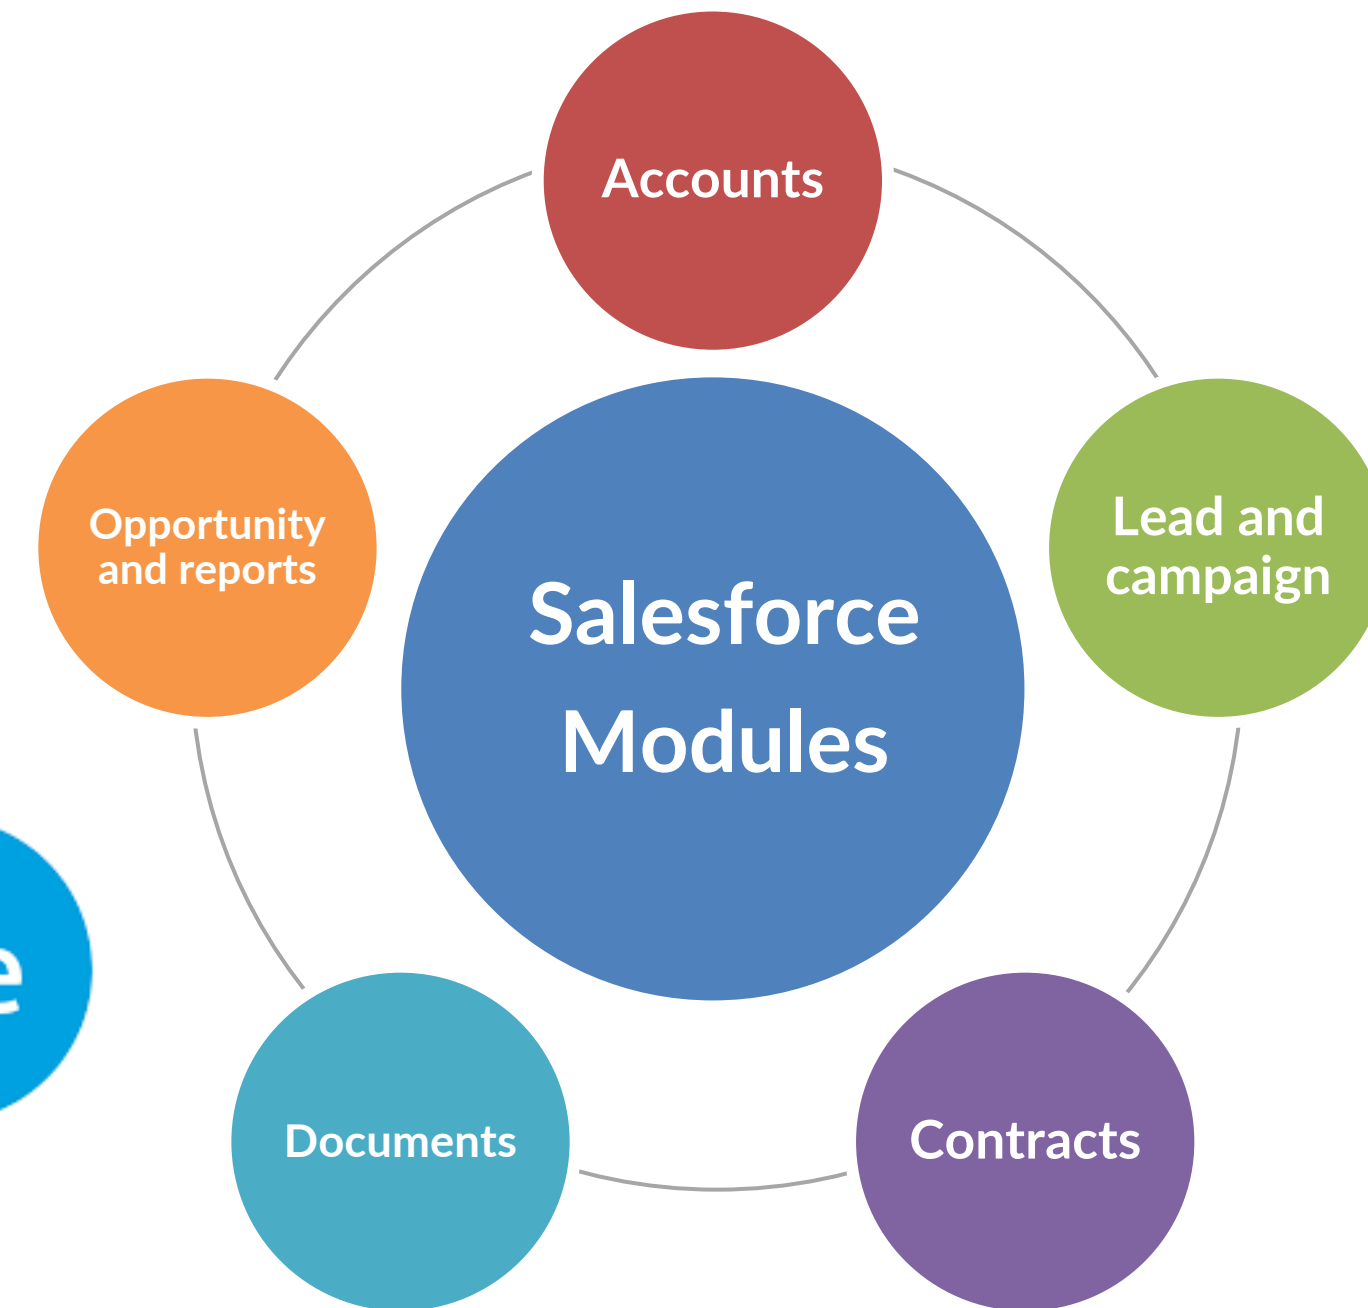 Accounts
Lead and
campaign
Opportunity
and reports
Salesforce
Modules
e
Documents
Contracts